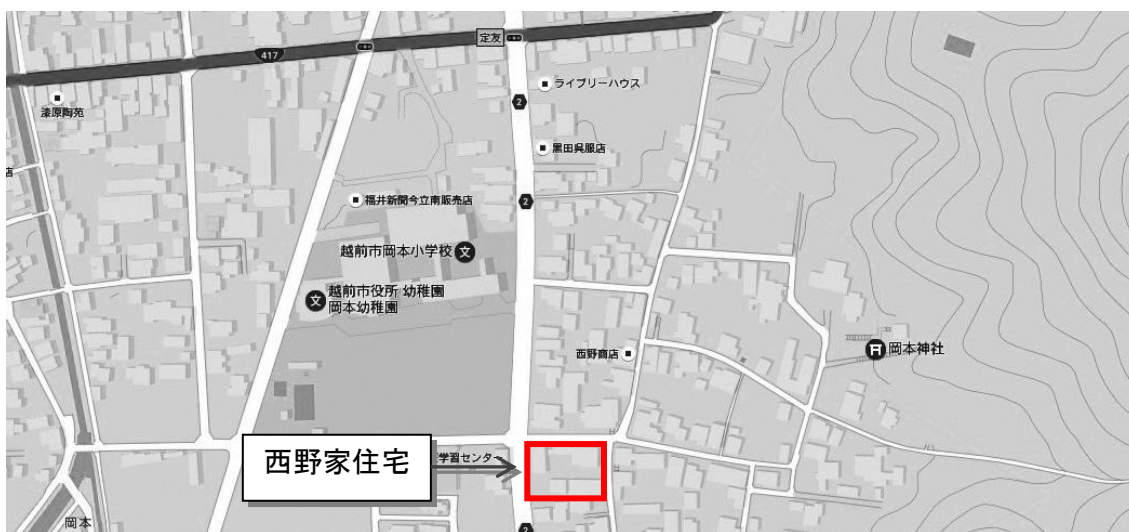 定友
417
ライブリーハウス
2
漆原陶苑
黒田呉服店
店
2
福井新聞今立南販売店
越前市岡本小学校 文
文 越前市役所 幼稚園
岡本幼稚園
西野商店
岡本神社
西野家住宅
学習センター
岡本
2